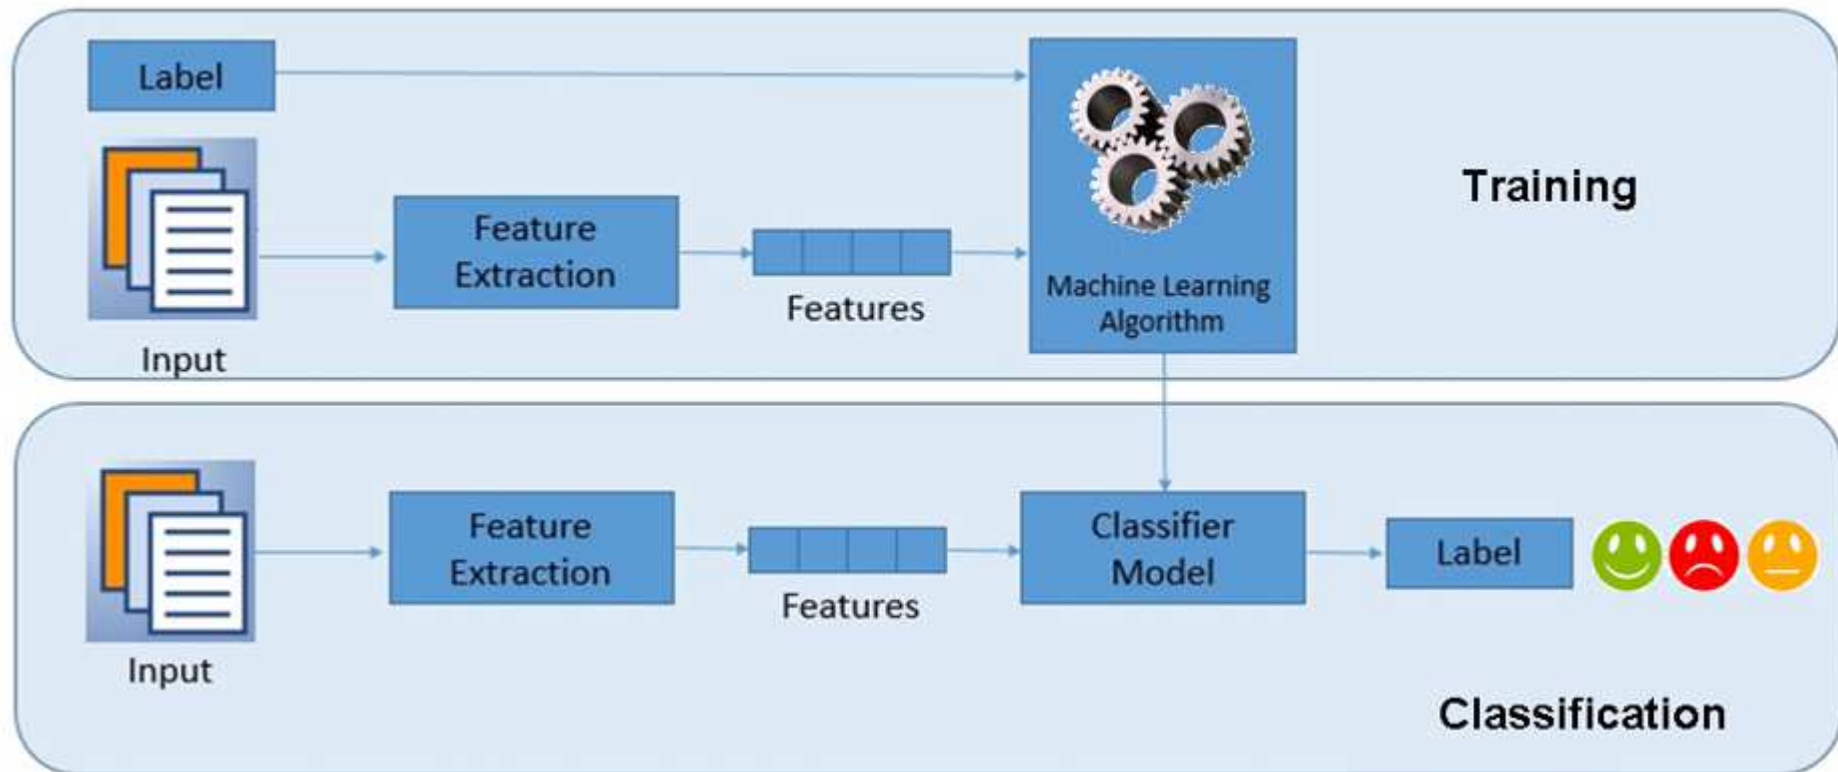 Label
Input
Feature
Extraction
Features
Machine Learning
Algorithm
Training
Input
Feature
Extraction
Features
Classifier
Model
Label
Classification